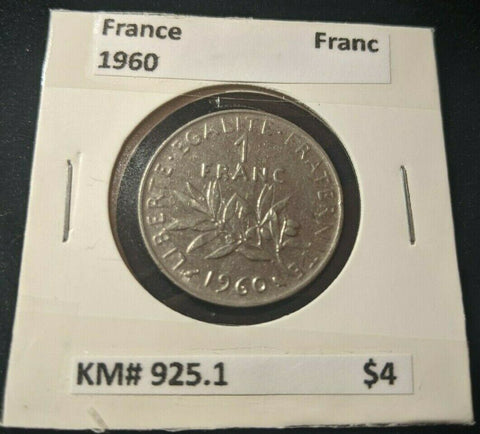 France Franc
1960
LIBERTE · EGALITE · FRATERNITE
1
FRANC
1960
KM# 925.1 $4